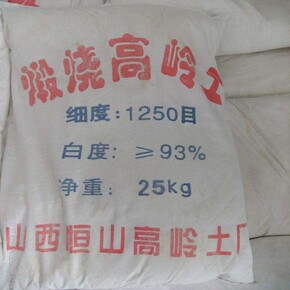 煅烧高岭土
细度:1250目
白度: ≥93%
净重: 25kg
山西恒山高岭土厂